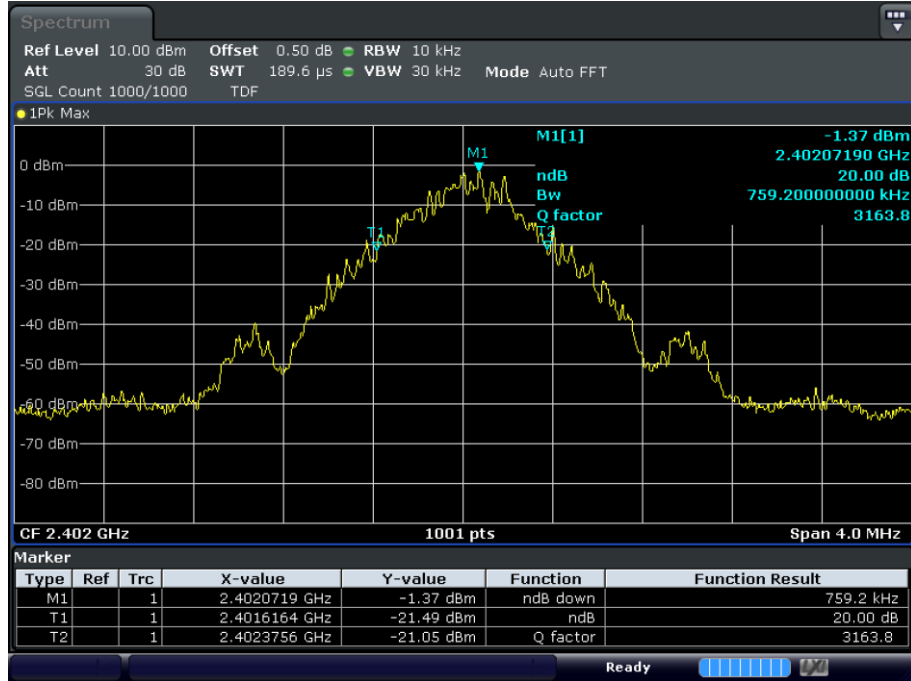 Spectrum
Ref Level 10.00 dBm Offset 0.50 dB RBW 10 kHz
Att 30 dB SWT 189.6 µs VBW 30 kHz Mode Auto FFT
SGL Count 1000/1000 TDF
1Pk Max
M1[1] -1.37 dBm
2.40207190 GHz
ndB 20.00 dB
Bw 759.200000000 kHz
Q factor 3163.8
M1
T1
T2
0 dBm
-10 dBm
-20 dBm
-30 dBm
-40 dBm
-50 dBm
-60 dBm
-70 dBm
-80 dBm
CF 2.402 GHz 1001 pts Span 4.0 MHz
Marker
Type Ref Trc X-value Y-value Function Function Result
M1 1 2.4020719 GHz -1.37 dBm ndB down 759.2 kHz
T1 1 2.4016164 GHz -21.49 dBm ndB 20.00 dB
T2 1 2.4023756 GHz -21.05 dBm Q factor 3163.8
Ready